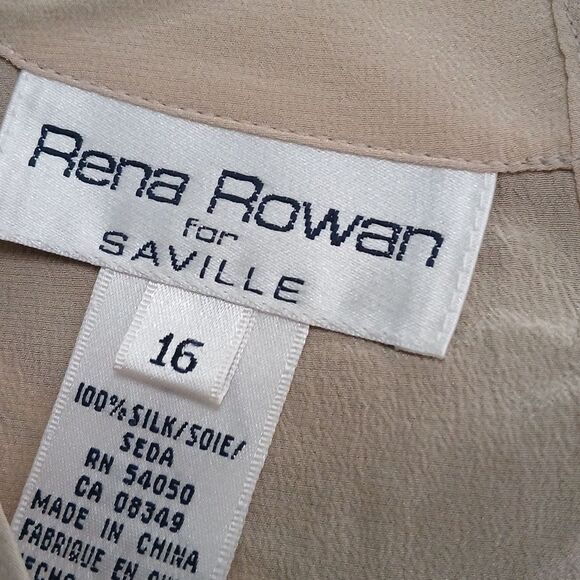 Rena Rowan
for
SAVILLE
16
100% SILK/SOIE/
SEDA
RN 54050
CA 08349
MADE IN CHINA
FABRIQUE EN